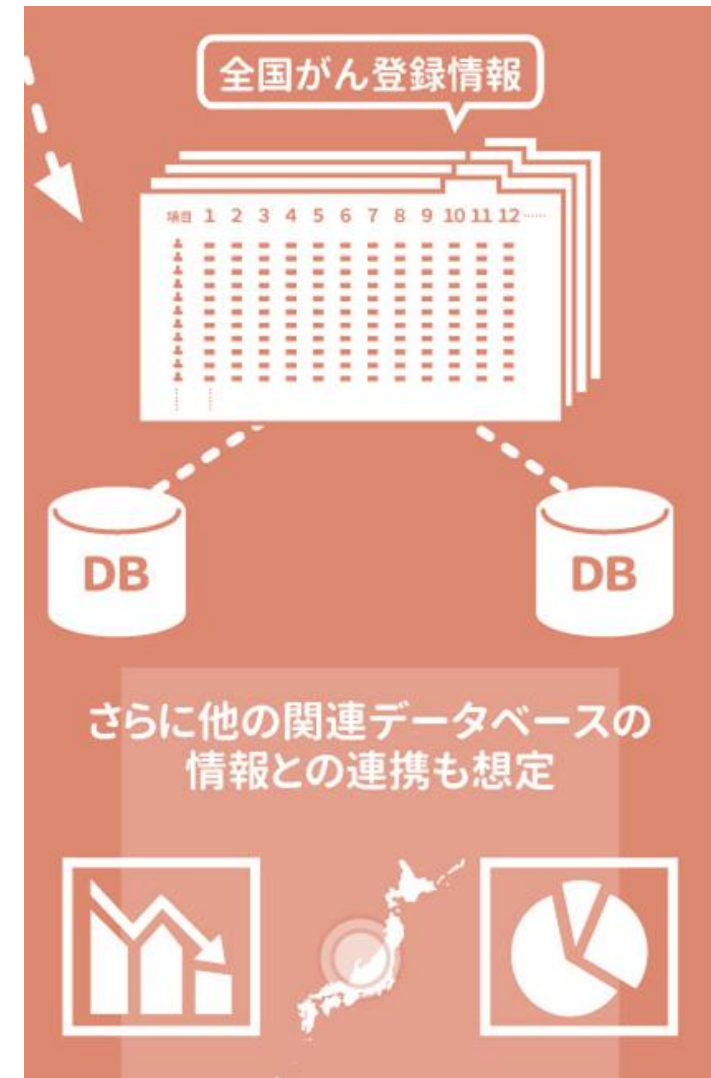 全国がん登録情報
項目 1 2 3 4 5 6 7 8 9 10 11 12 ……
DB
DB
さらに他の関連データベースの
情報との連携も想定